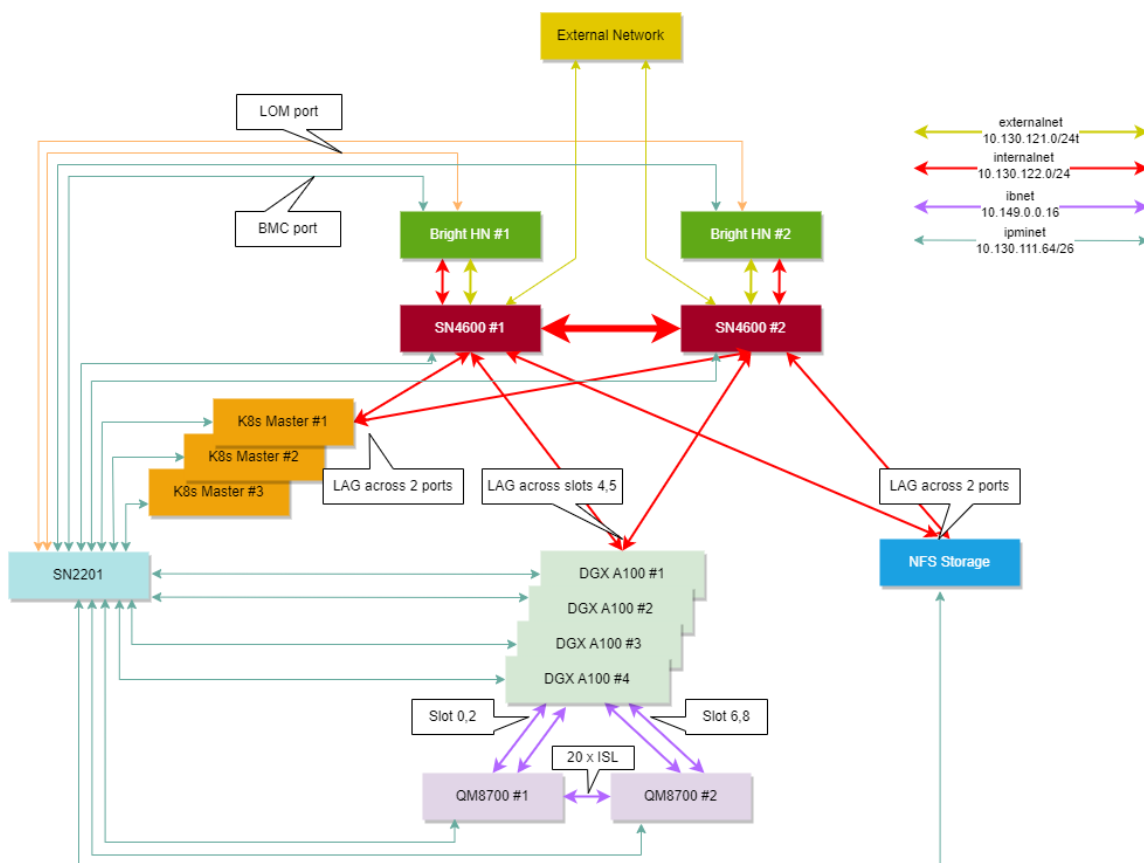 External Network
LOM port
BMC port
externalnet
10.130.121.0/24t
internalnet
10.130.122.0/24
ibnet
10.149.0.0.16
ipminet
10.130.111.64/26
Bright HN #1
Bright HN #2
SN4600 #1
SN4600 #2
K8s Master #1
K8s Master #2
K8s Master #3
LAG across 2 ports
LAG across slots 4,5
LAG across 2 ports
SN2201
DGX A100 #1
DGX A100 #2
DGX A100 #3
DGX A100 #4
NFS Storage
Slot 0,2
Slot 6,8
20 x ISL
QM8700 #1
QM8700 #2